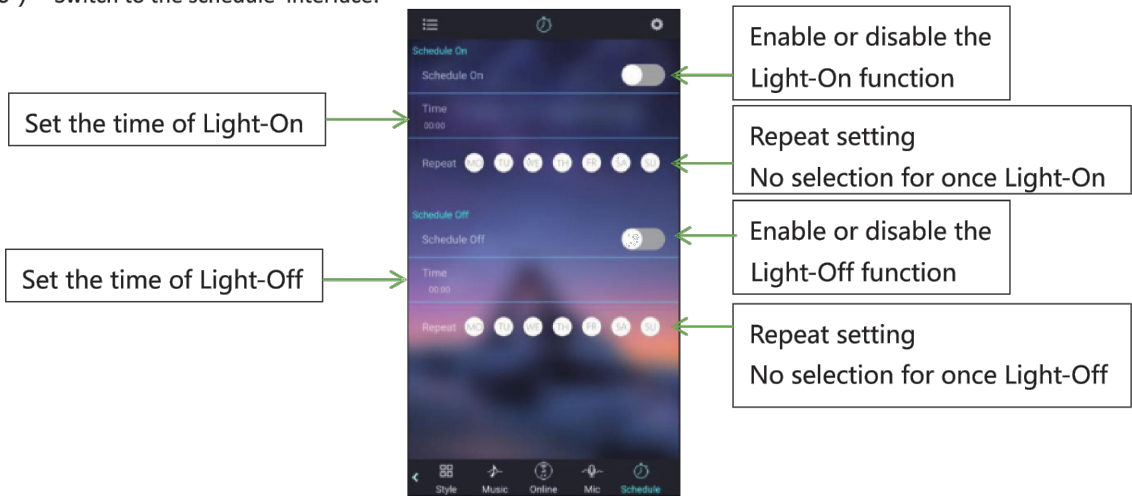 Switch to the schedule interface.
Schedule On
Schedule On
Time
00:00
Repeat MO TU WE TH FR SA SU
Schedule Off
Schedule Off
Time
00:00
Repeat MO TU WE TH FR SA SU
Style Music Online Mic Schedule
Set the time of Light-On
Set the time of Light-Off
Enable or disable the
Light-On function
Repeat setting
No selection for once Light-On
Enable or disable the
Light-Off function
Repeat setting
No selection for once Light-Off